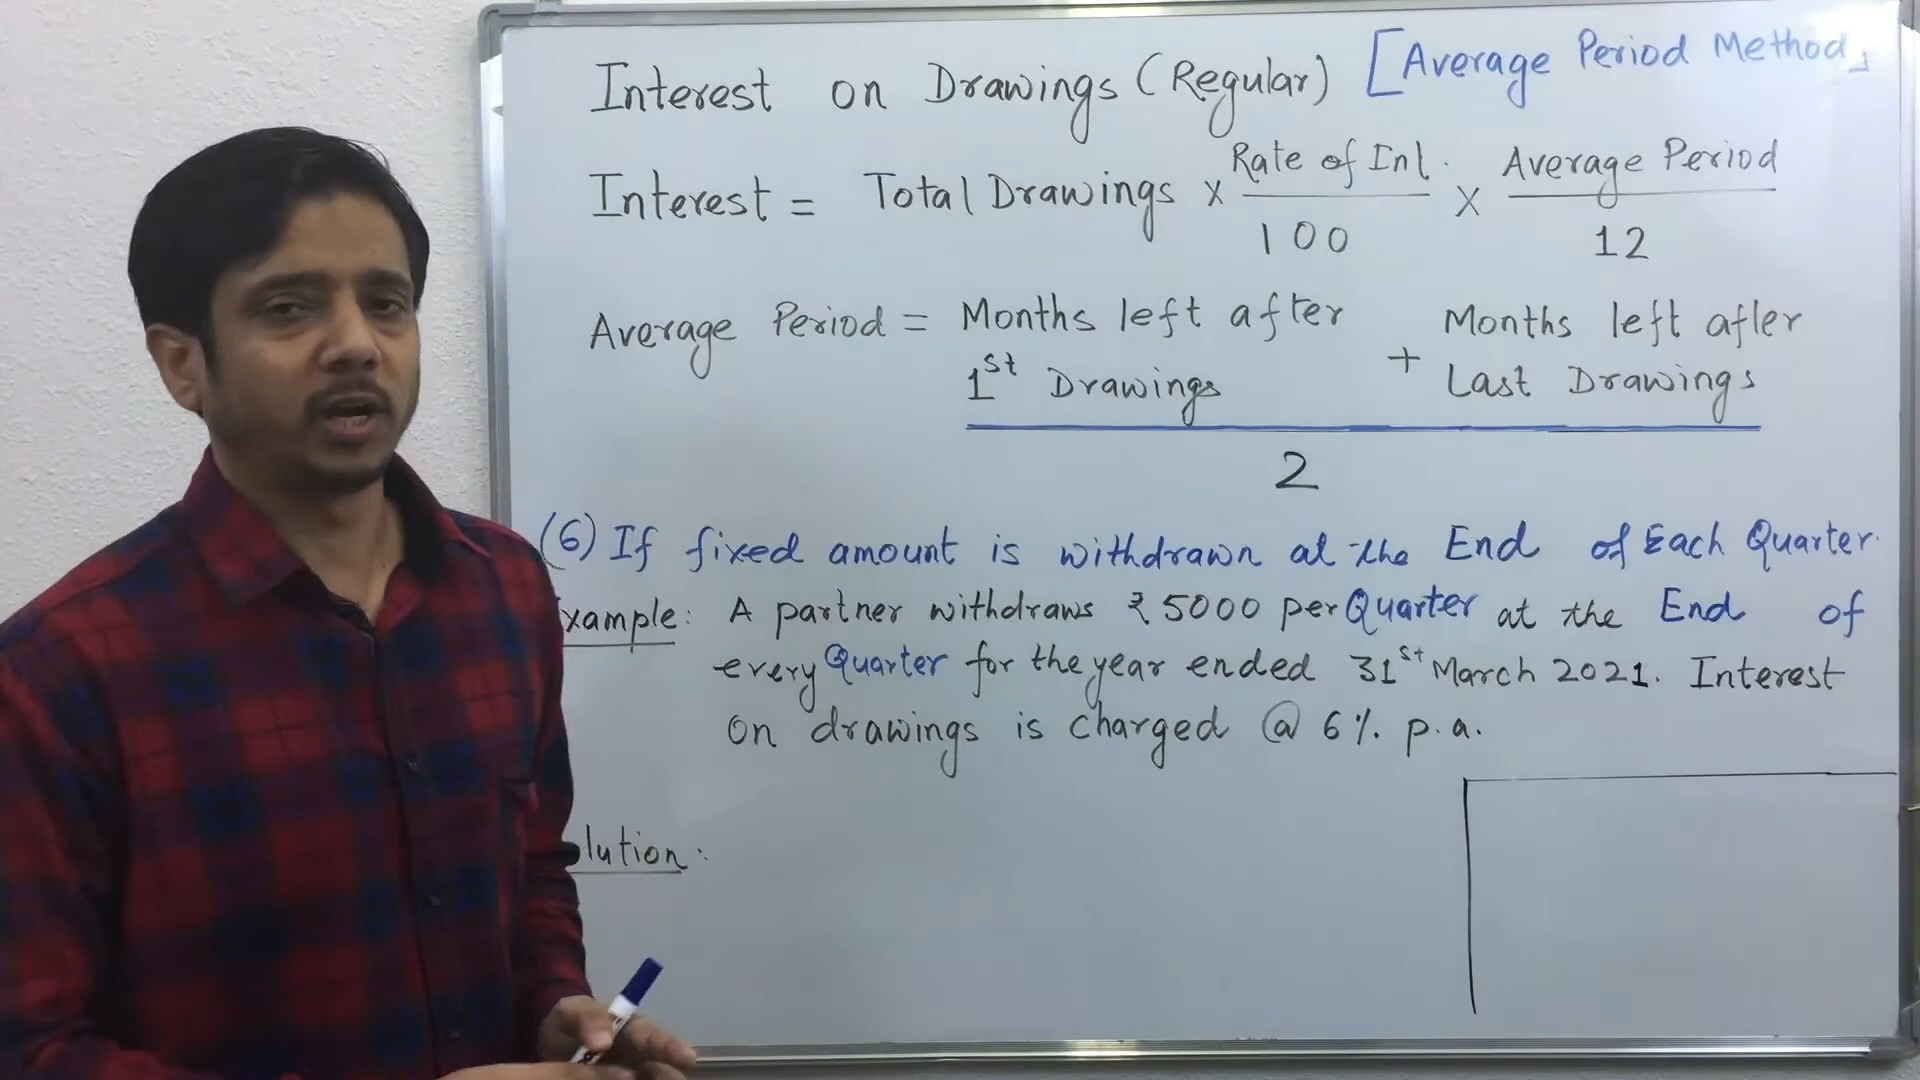 Interest on Drawings (Regular) [Average Period Method]
Interest = Total Drawings x Rate of Int. / 100 x Average Period / 12
Average Period = Months left after 1st Drawings + Months left after Last Drawings
2
(6) If fixed amount is withdrawn at the End of Each Quarter.
xample: A partner withdraws ₹ 5000 per Quarter at the End of
every Quarter for the year ended 31st March 2021. Interest
on drawings is charged @ 6% p.a.
lution: